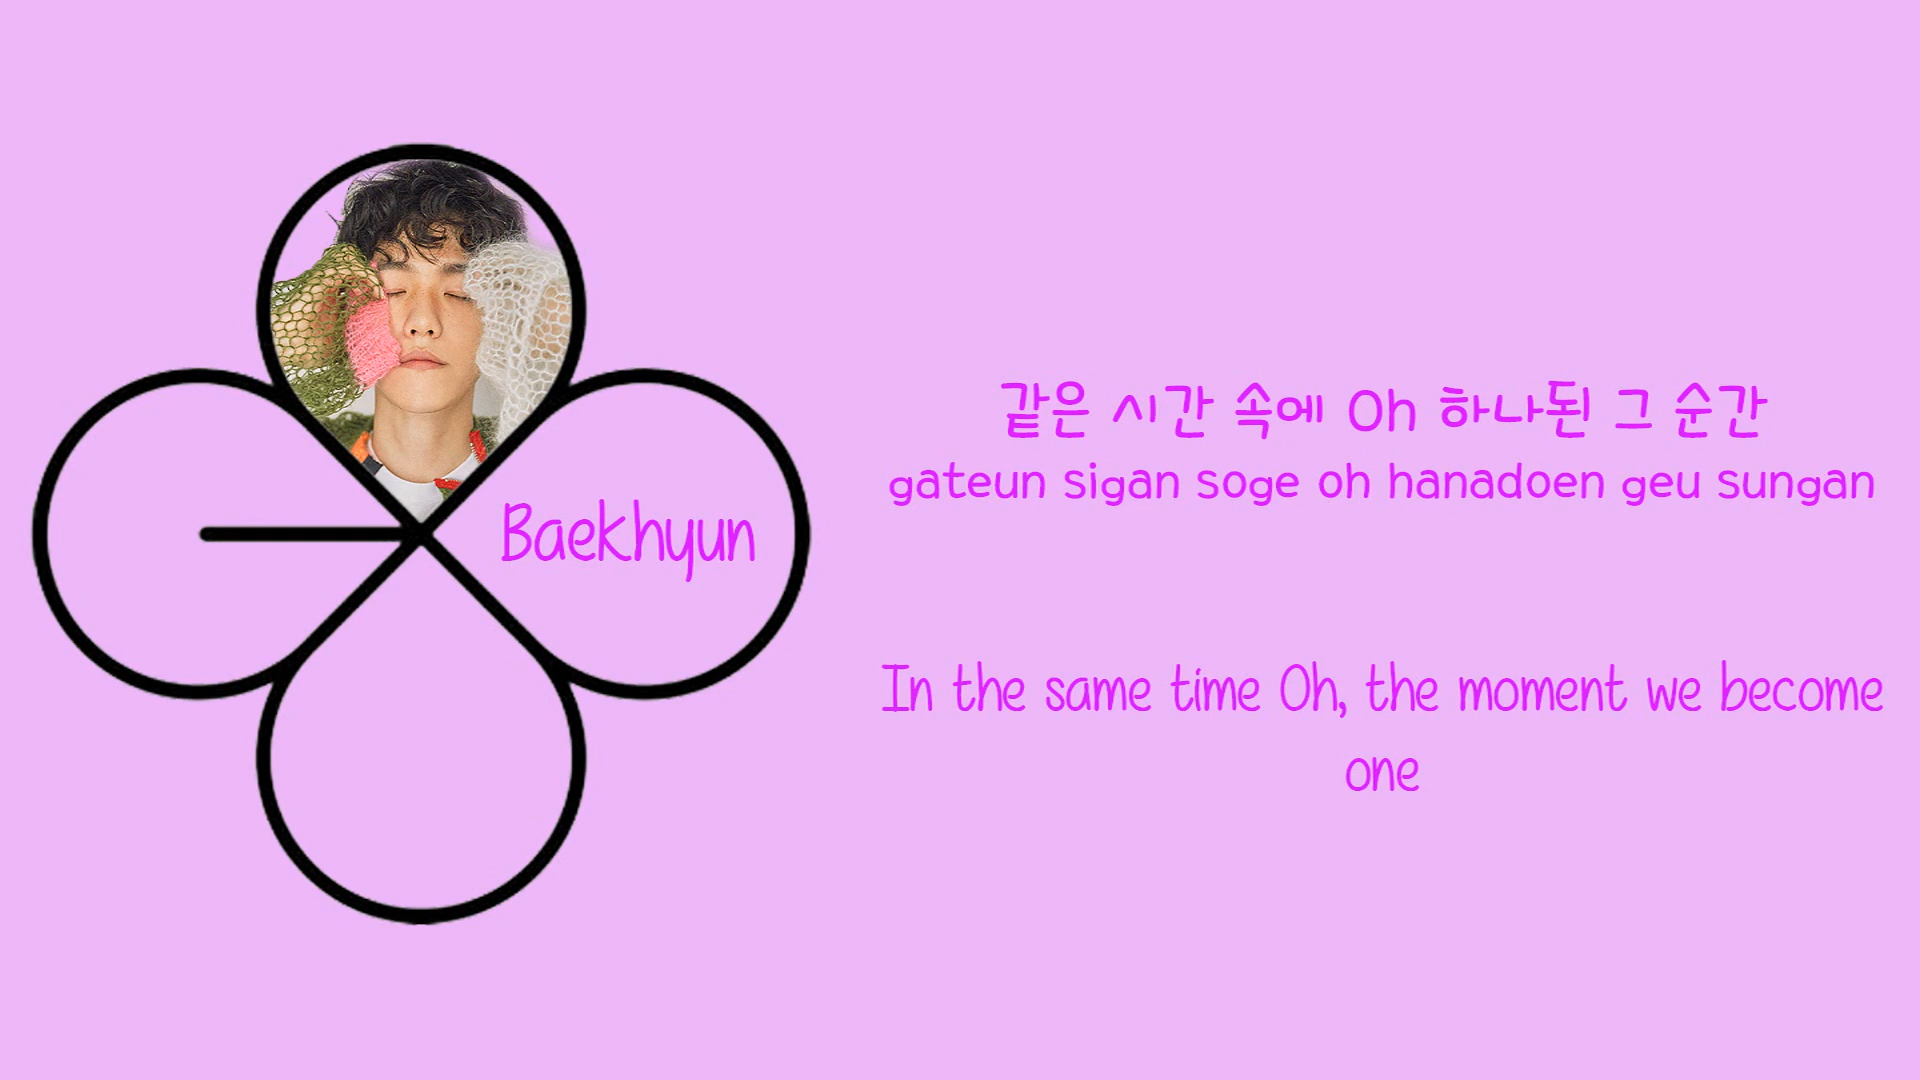 Baekhyun
같은 시간 속에 Oh 하나된 그 순간
gateun sigan soge oh hanadoen geu sungan
In the same time Oh, the moment we become
one